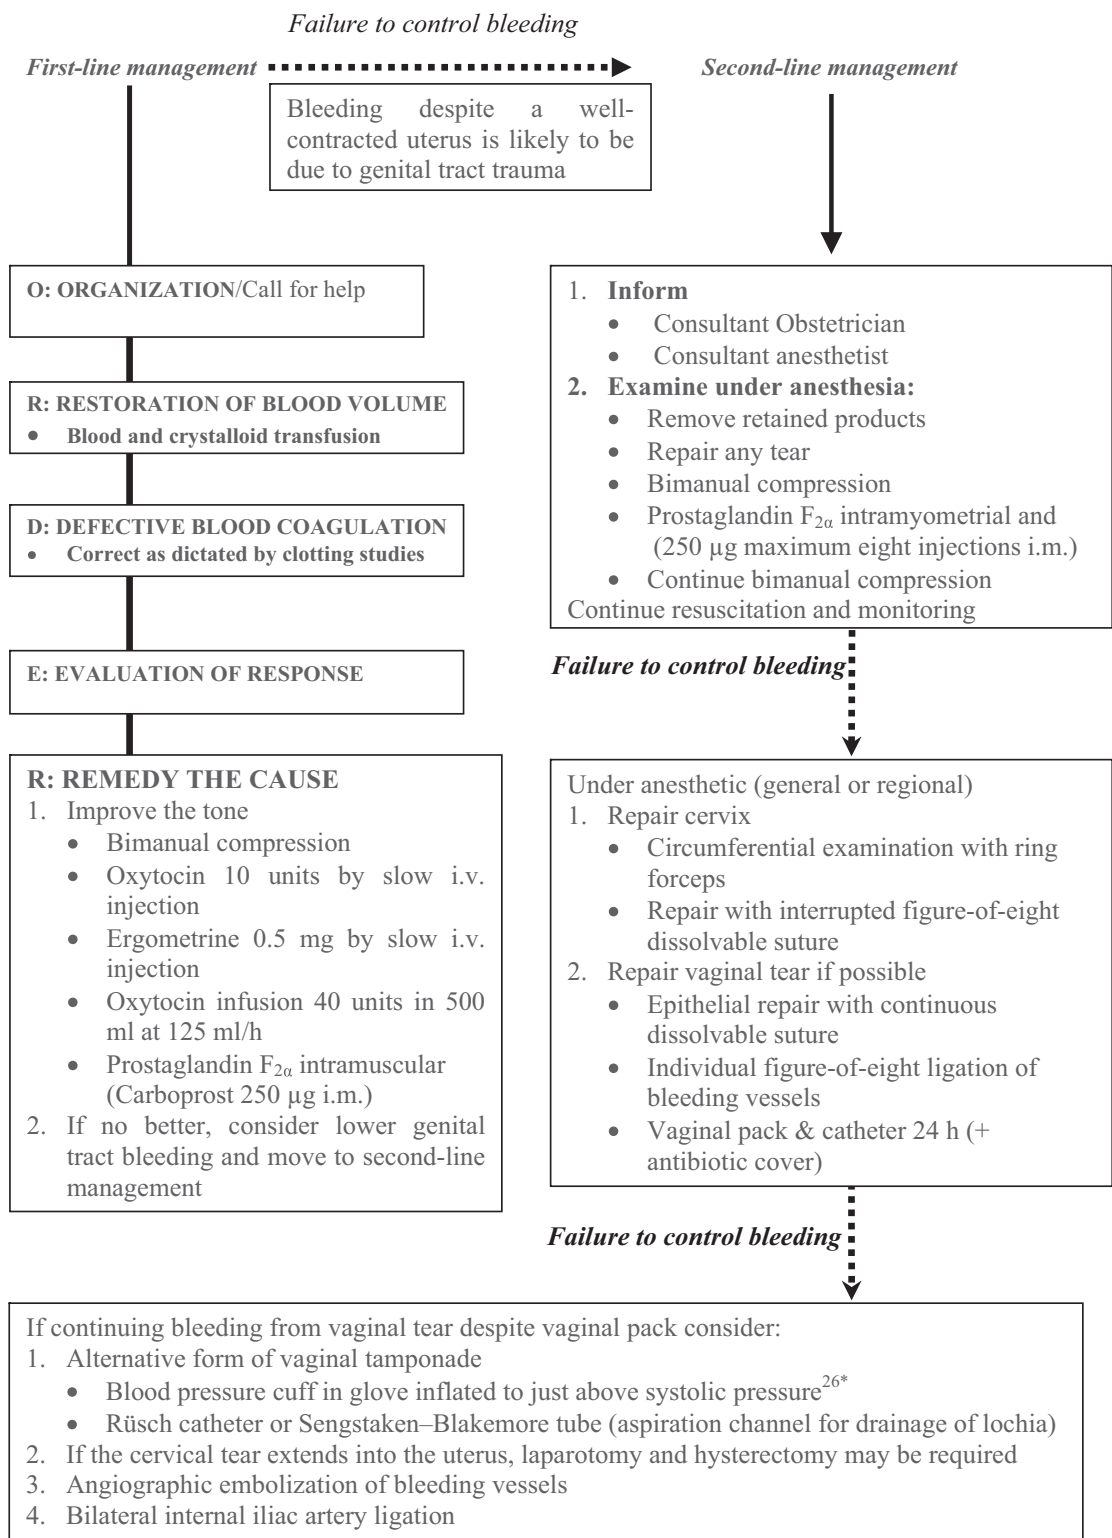 Failure to control bleeding
First-line management
Second-line management
Bleeding despite a well-
contracted uterus is likely to be
due to genital tract trauma
O: ORGANIZATION/Call for help
R: RESTORATION OF BLOOD VOLUME
• Blood and crystalloid transfusion
D: DEFECTIVE BLOOD COAGULATION
• Correct as dictated by clotting studies
E: EVALUATION OF RESPONSE
R: REMEDY THE CAUSE
1. Improve the tone
• Bimanual compression
• Oxytocin 10 units by slow i.v.
injection
• Ergometrine 0.5 mg by slow i.v.
injection
• Oxytocin infusion 40 units in 500
ml at 125 ml/h
• Prostaglandin F2α intramuscular
(Carboprost 250 µg i.m.)
2. If no better, consider lower genital
tract bleeding and move to second-line
management
1. Inform
• Consultant Obstetrician
• Consultant anesthetist
2. Examine under anesthesia:
• Remove retained products
• Repair any tear
• Bimanual compression
• Prostaglandin F2α intramyometrial and
(250 µg maximum eight injections i.m.)
• Continue bimanual compression
Continue resuscitation and monitoring
Failure to control bleeding
Under anesthetic (general or regional)
1. Repair cervix
• Circumferential examination with ring
forceps
• Repair with interrupted figure-of-eight
dissolvable suture
2. Repair vaginal tear if possible
• Epithelial repair with continuous
dissolvable suture
• Individual figure-of-eight ligation of
bleeding vessels
• Vaginal pack & catheter 24 h (+
antibiotic cover)
Failure to control bleeding
If continuing bleeding from vaginal tear despite vaginal pack consider:
1. Alternative form of vaginal tamponade
• Blood pressure cuff in glove inflated to just above systolic pressure26*
• Rüsch catheter or Sengstaken–Blakemore tube (aspiration channel for drainage of lochia)
2. If the cervical tear extends into the uterus, laparotomy and hysterectomy may be required
3. Angiographic embolization of bleeding vessels
4. Bilateral internal iliac artery ligation